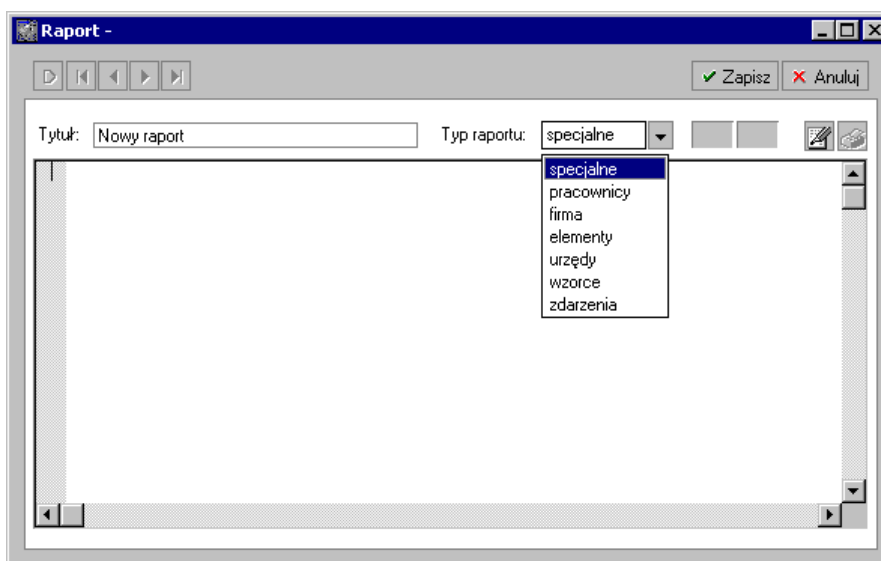 Raport -
Zapisz Anuluj
Tytuł: Nowy raport Typ raportu: specjalne
specjalne
pracownicy
firma
elementy
urzędy
wzorce
zdarzenia